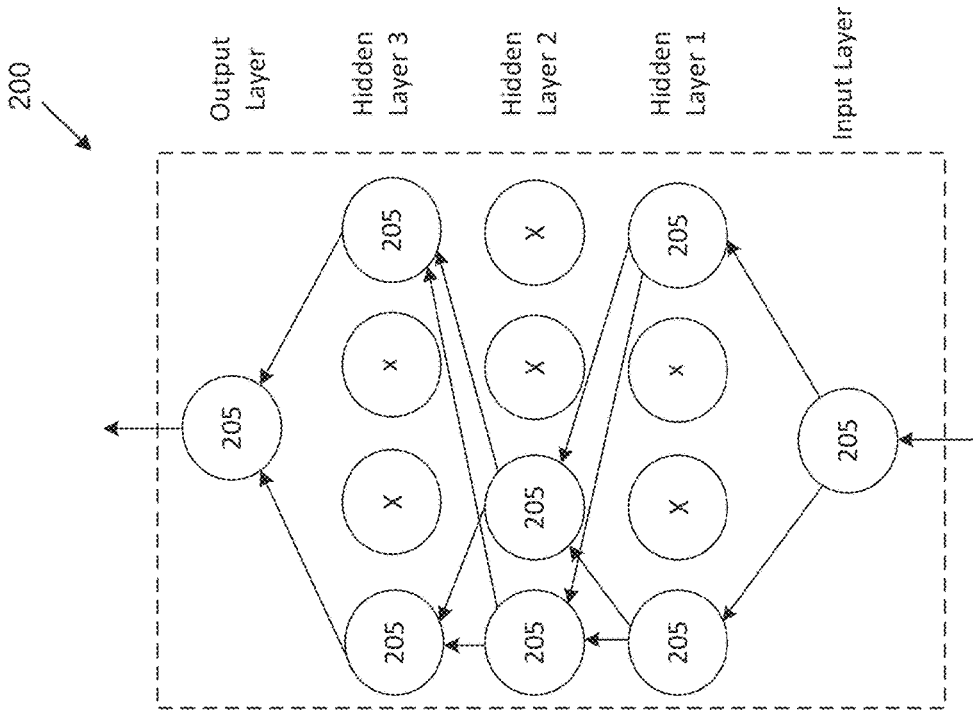 205
205
205
X
205
X
205
205
x
X
x
205
X
205
Input Layer
Hidden
Layer 1
Hidden
Layer 2
Hidden
Layer 3
Output
Layer
200